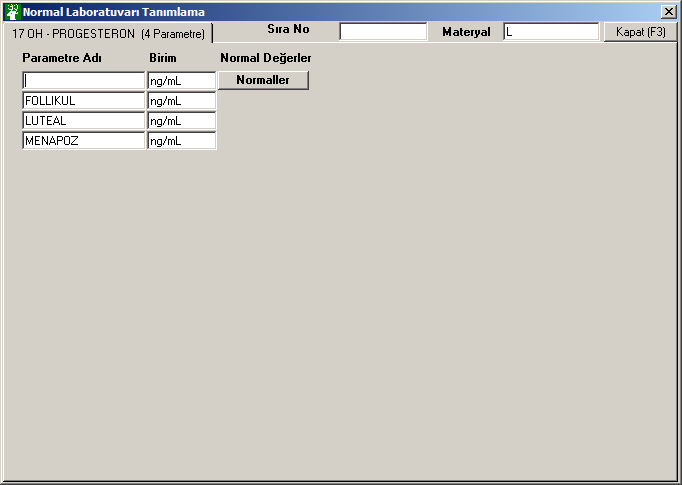 Normal Laboratuvarı Tanımlama
17 OH - PROGESTERON (4 Parametre) Sıra No Materyal L Kapat (F3)
Parametre Adı Birim Normal Değerler
ng/mL Normaller
FOLLIKUL ng/mL
LUTEAL ng/mL
MENAPOZ ng/mL